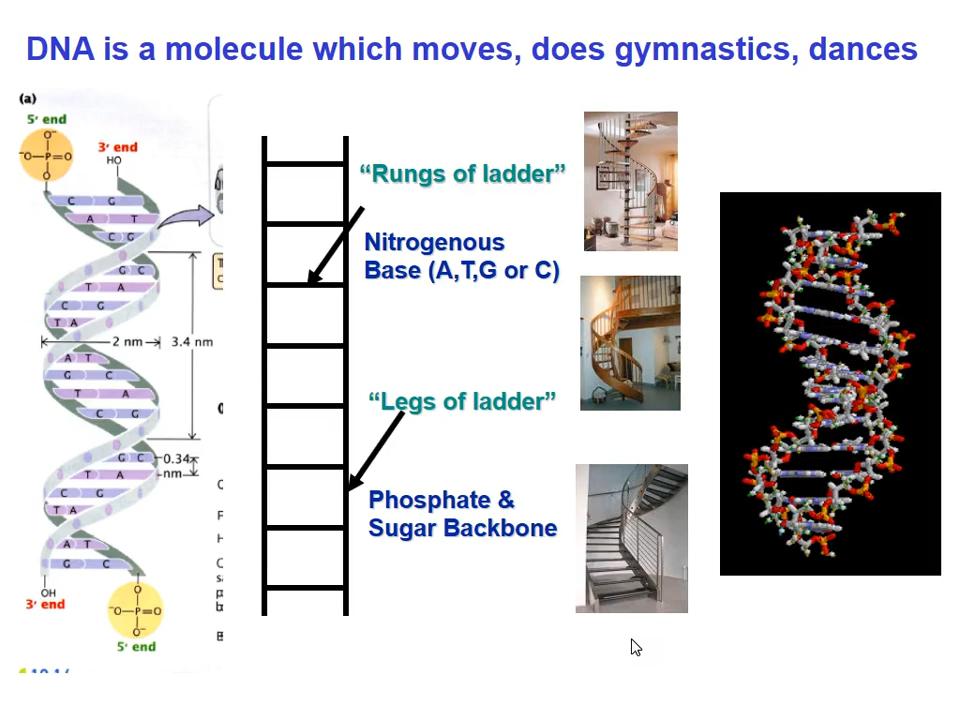 DNA is a molecule which moves, does gymnastics, dances
(a)
5' end
O⁻
⁻O—P=O
O
3' end
HO
C G
A T
C G
G C
T A
C G
T A
2 nm
3.4 nm
A T
G C
T A
C G
G C
0.34
nm
T A
C G
T A
A T
G C
OH
3' end
O
⁻O—P=O
O⁻
5' end
“Rungs of ladder”
Nitrogenous
Base (A,T,G or C)
“Legs of ladder”
Phosphate &
Sugar Backbone